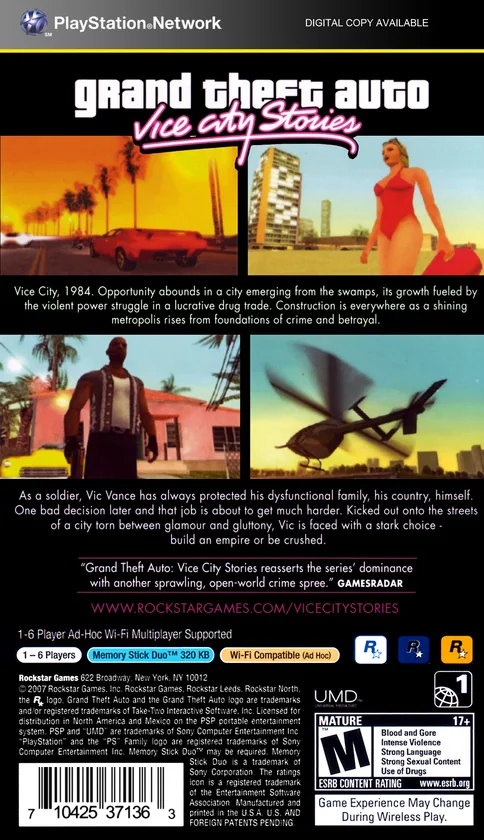 PlayStation®Network
SM
DIGITAL COPY AVAILABLE
grand theft auto
Vice City Stories
Vice City, 1984. Opportunity abounds in a city emerging from the swamps, its growth fueled by
the violent power struggle in a lucrative drug trade. Construction is everywhere as a shining
metropolis rises from foundations of crime and betrayal.
As a soldier, Vic Vance has always protected his dysfunctional family, his country, himself.
One bad decision later and that job is about to get much harder. Kicked out onto the streets
of a city torn between glamour and gluttony, Vic is faced with a stark choice -
build an empire or be crushed.
“Grand Theft Auto: Vice City Stories reasserts the series’ dominance
with another sprawling, open-world crime spree.” GAMESRADAR
WWW.ROCKSTARGAMES.COM/VICECITYSTORIES
1-6 Player Ad-Hoc Wi-Fi Multiplayer Supported
1 – 6 Players
Memory Stick Duo™ 320 KB
Wi-Fi Compatible (Ad Hoc)
Rockstar Games 622 Broadway, New York, NY 10012
© 2007 Rockstar Games, Inc. Rockstar Games, Rockstar Leeds, Rockstar North,
the R★ logo, Grand Theft Auto and the Grand Theft Auto logo are trademarks
and/or registered trademarks of Take-Two Interactive Software, Inc. Licensed for
distribution in North America and Mexico on the PSP portable entertainment
system. PSP and "UMD" are trademarks of Sony Computer Entertainment Inc.
"PlayStation" and the "PS" Family logo are registered trademarks of Sony
Computer Entertainment Inc. Memory Stick Duo™ may be required. Memory
Stick Duo is a trademark of
Sony Corporation. The ratings
icon is a registered trademark
of the Entertainment Software
Association. Manufactured and
printed in the U.S.A. U.S. AND
FOREIGN PATENTS PENDING.
R
R
R
UMD
1
MATURE 17+
M
Blood and Gore
Intense Violence
Strong Language
Strong Sexual Content
Use of Drugs
ESRB CONTENT RATING www.esrb.org
Game Experience May Change
During Wireless Play.
7 10425 37136 3